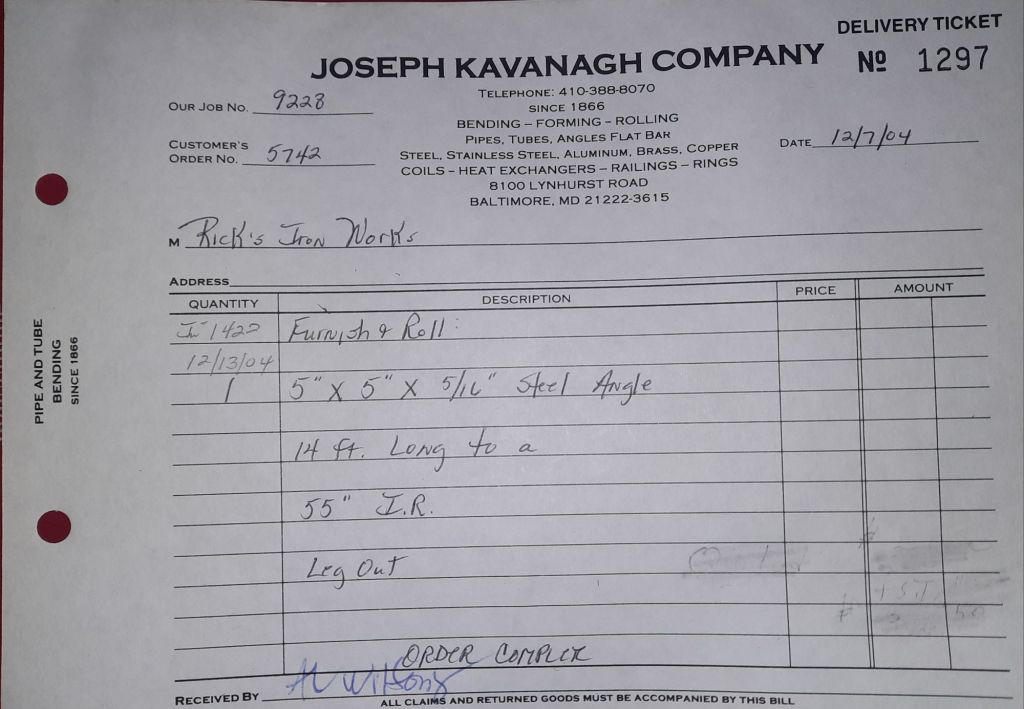 DELIVERY TICKET
JOSEPH KAVANAGH COMPANY
Nº 1297
TELEPHONE: 410-388-8070
SINCE 1866
BENDING – FORMING – ROLLING
PIPES, TUBES, ANGLES FLAT BAR
STEEL, STAINLESS STEEL, ALUMINUM, BRASS, COPPER
COILS – HEAT EXCHANGERS – RAILINGS – RINGS
8100 LYNHURST ROAD
BALTIMORE, MD 21222-3615
OUR JOB NO. 9228
CUSTOMER'S
ORDER NO. 5742
DATE 12/7/04
M Rick's Iron Works
ADDRESS
QUANTITY DESCRIPTION PRICE AMOUNT
1422 Furnish & Roll:
12/13/04
1 5" X 5" X 5/16" Steel Angle
14 ft. Long to a
55" I.R.
Leg Out
ORDER COMPLETE
RECEIVED BY Al Wilson
ALL CLAIMS AND RETURNED GOODS MUST BE ACCOMPANIED BY THIS BILL
PIPE AND TUBE
BENDING
SINCE 1866